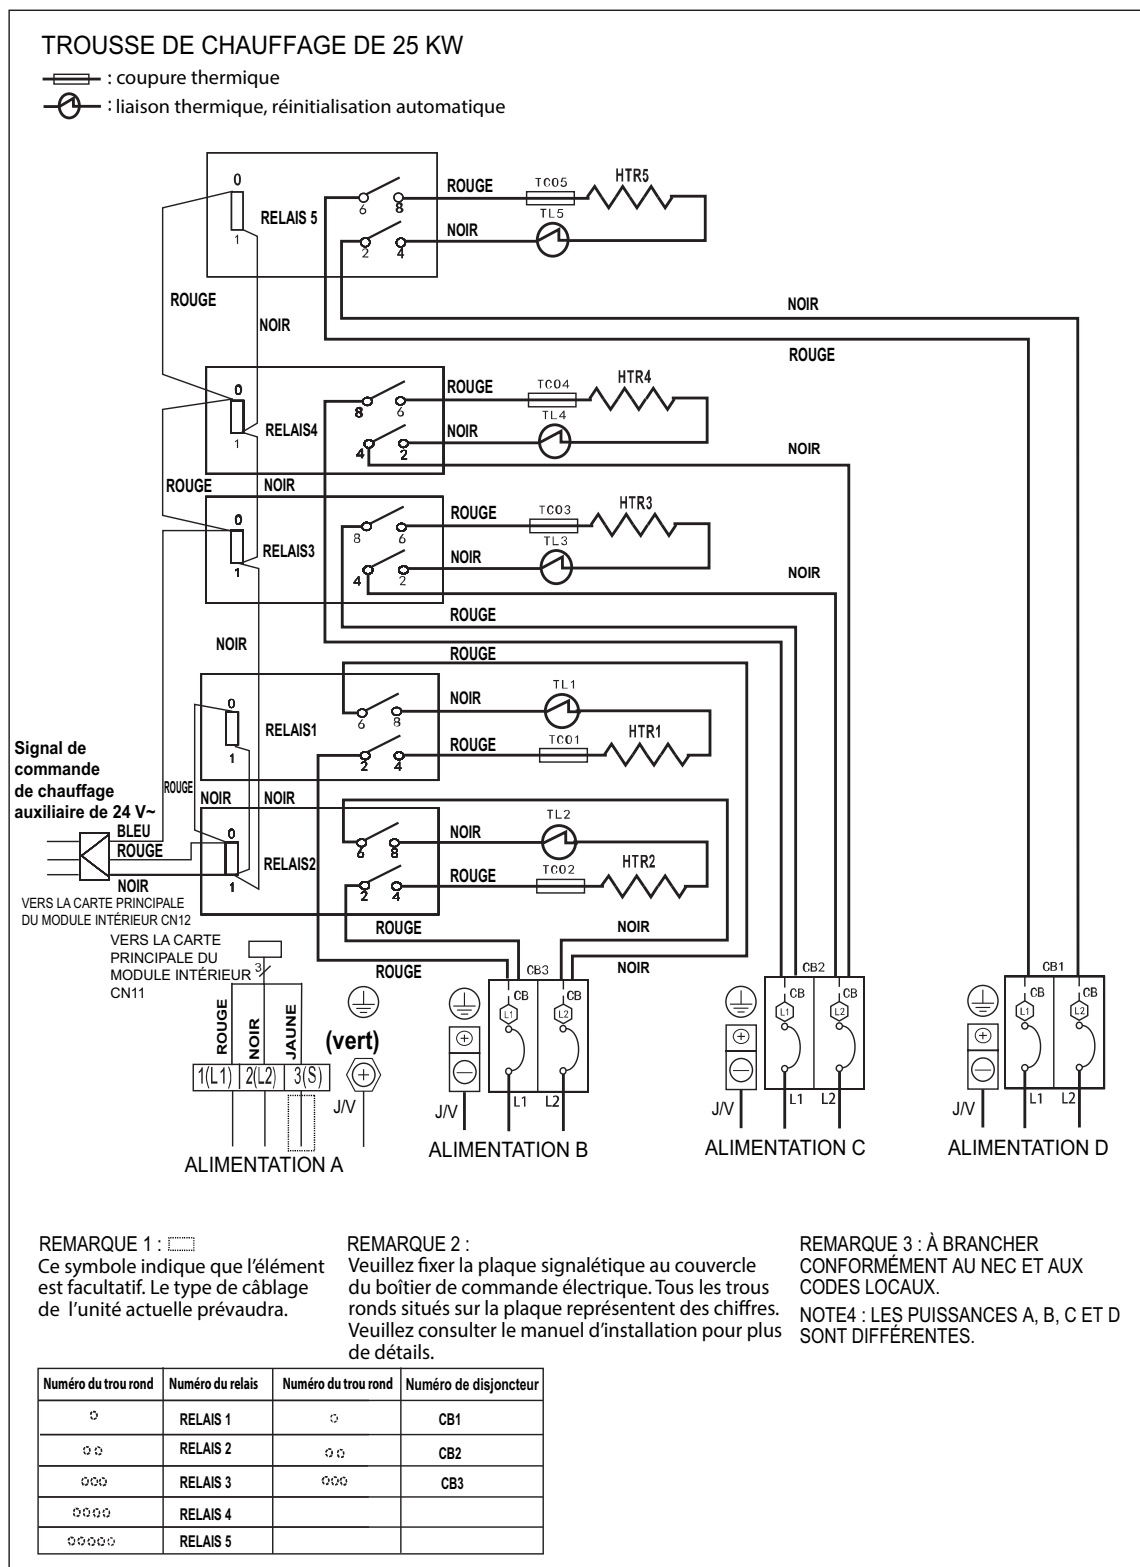 TROUSSE DE CHAUFFAGE DE 25 KW
: coupure thermique
: liaison thermique, réinitialisation automatique
0
RELAIS 5
1
6
8
2
4
ROUGE
TC05
HTR5
NOIR
TL5
ROUGE
NOIR
NOIR
ROUGE
0
RELAIS4
1
8
6
4
2
ROUGE
TC04
HTR4
NOIR
TL4
NOIR
ROUGE
NOIR
0
RELAIS3
1
8
6
4
2
ROUGE
TC03
HTR3
NOIR
TL3
NOIR
ROUGE
NOIR
ROUGE
0
RELAIS1
1
6
8
2
4
NOIR
TL1
ROUGE
TC01
HTR1
Signal de
commande
de chauffage
auxiliaire de 24 V~
ROUGE
NOIR
NOIR
BLEU
ROUGE
NOIR
0
RELAIS2
1
6
8
2
4
NOIR
TL2
ROUGE
TC02
HTR2
VERS LA CARTE PRINCIPALE
DU MODULE INTÉRIEUR CN12
ROUGE
NOIR
ROUGE
NOIR
VERS LA CARTE
PRINCIPALE DU
MODULE INTÉRIEUR
CN11
3
ROUGE
NOIR
JAUNE
(vert)
1(L1)
2(L2)
3(S)
J/V
ALIMENTATION A
CB3
CB
CB
L1
L2
J/V
L1
L2
ALIMENTATION B
CB2
CB
CB
L1
L2
J/V
L1
L2
ALIMENTATION C
CB1
CB
CB
L1
L2
J/V
L1
L2
ALIMENTATION D
REMARQUE 1 :
Ce symbole indique que l’élément
est facultatif. Le type de câblage
de l’unité actuelle prévaudra.
REMARQUE 2 :
Veuillez fixer la plaque signalétique au couvercle
du boîtier de commande électrique. Tous les trous
ronds situés sur la plaque représentent des chiffres.
Veuillez consulter le manuel d’installation pour plus
de détails.
REMARQUE 3 : À BRANCHER
CONFORMÉMENT AU NEC ET AUX
CODES LOCAUX.
NOTE4 : LES PUISSANCES A, B, C ET D
SONT DIFFÉRENTES.
Numéro du trou rond Numéro du relais Numéro du trou rond Numéro de disjoncteur
RELAIS 1 CB1
RELAIS 2 CB2
RELAIS 3 CB3
RELAIS 4
RELAIS 5